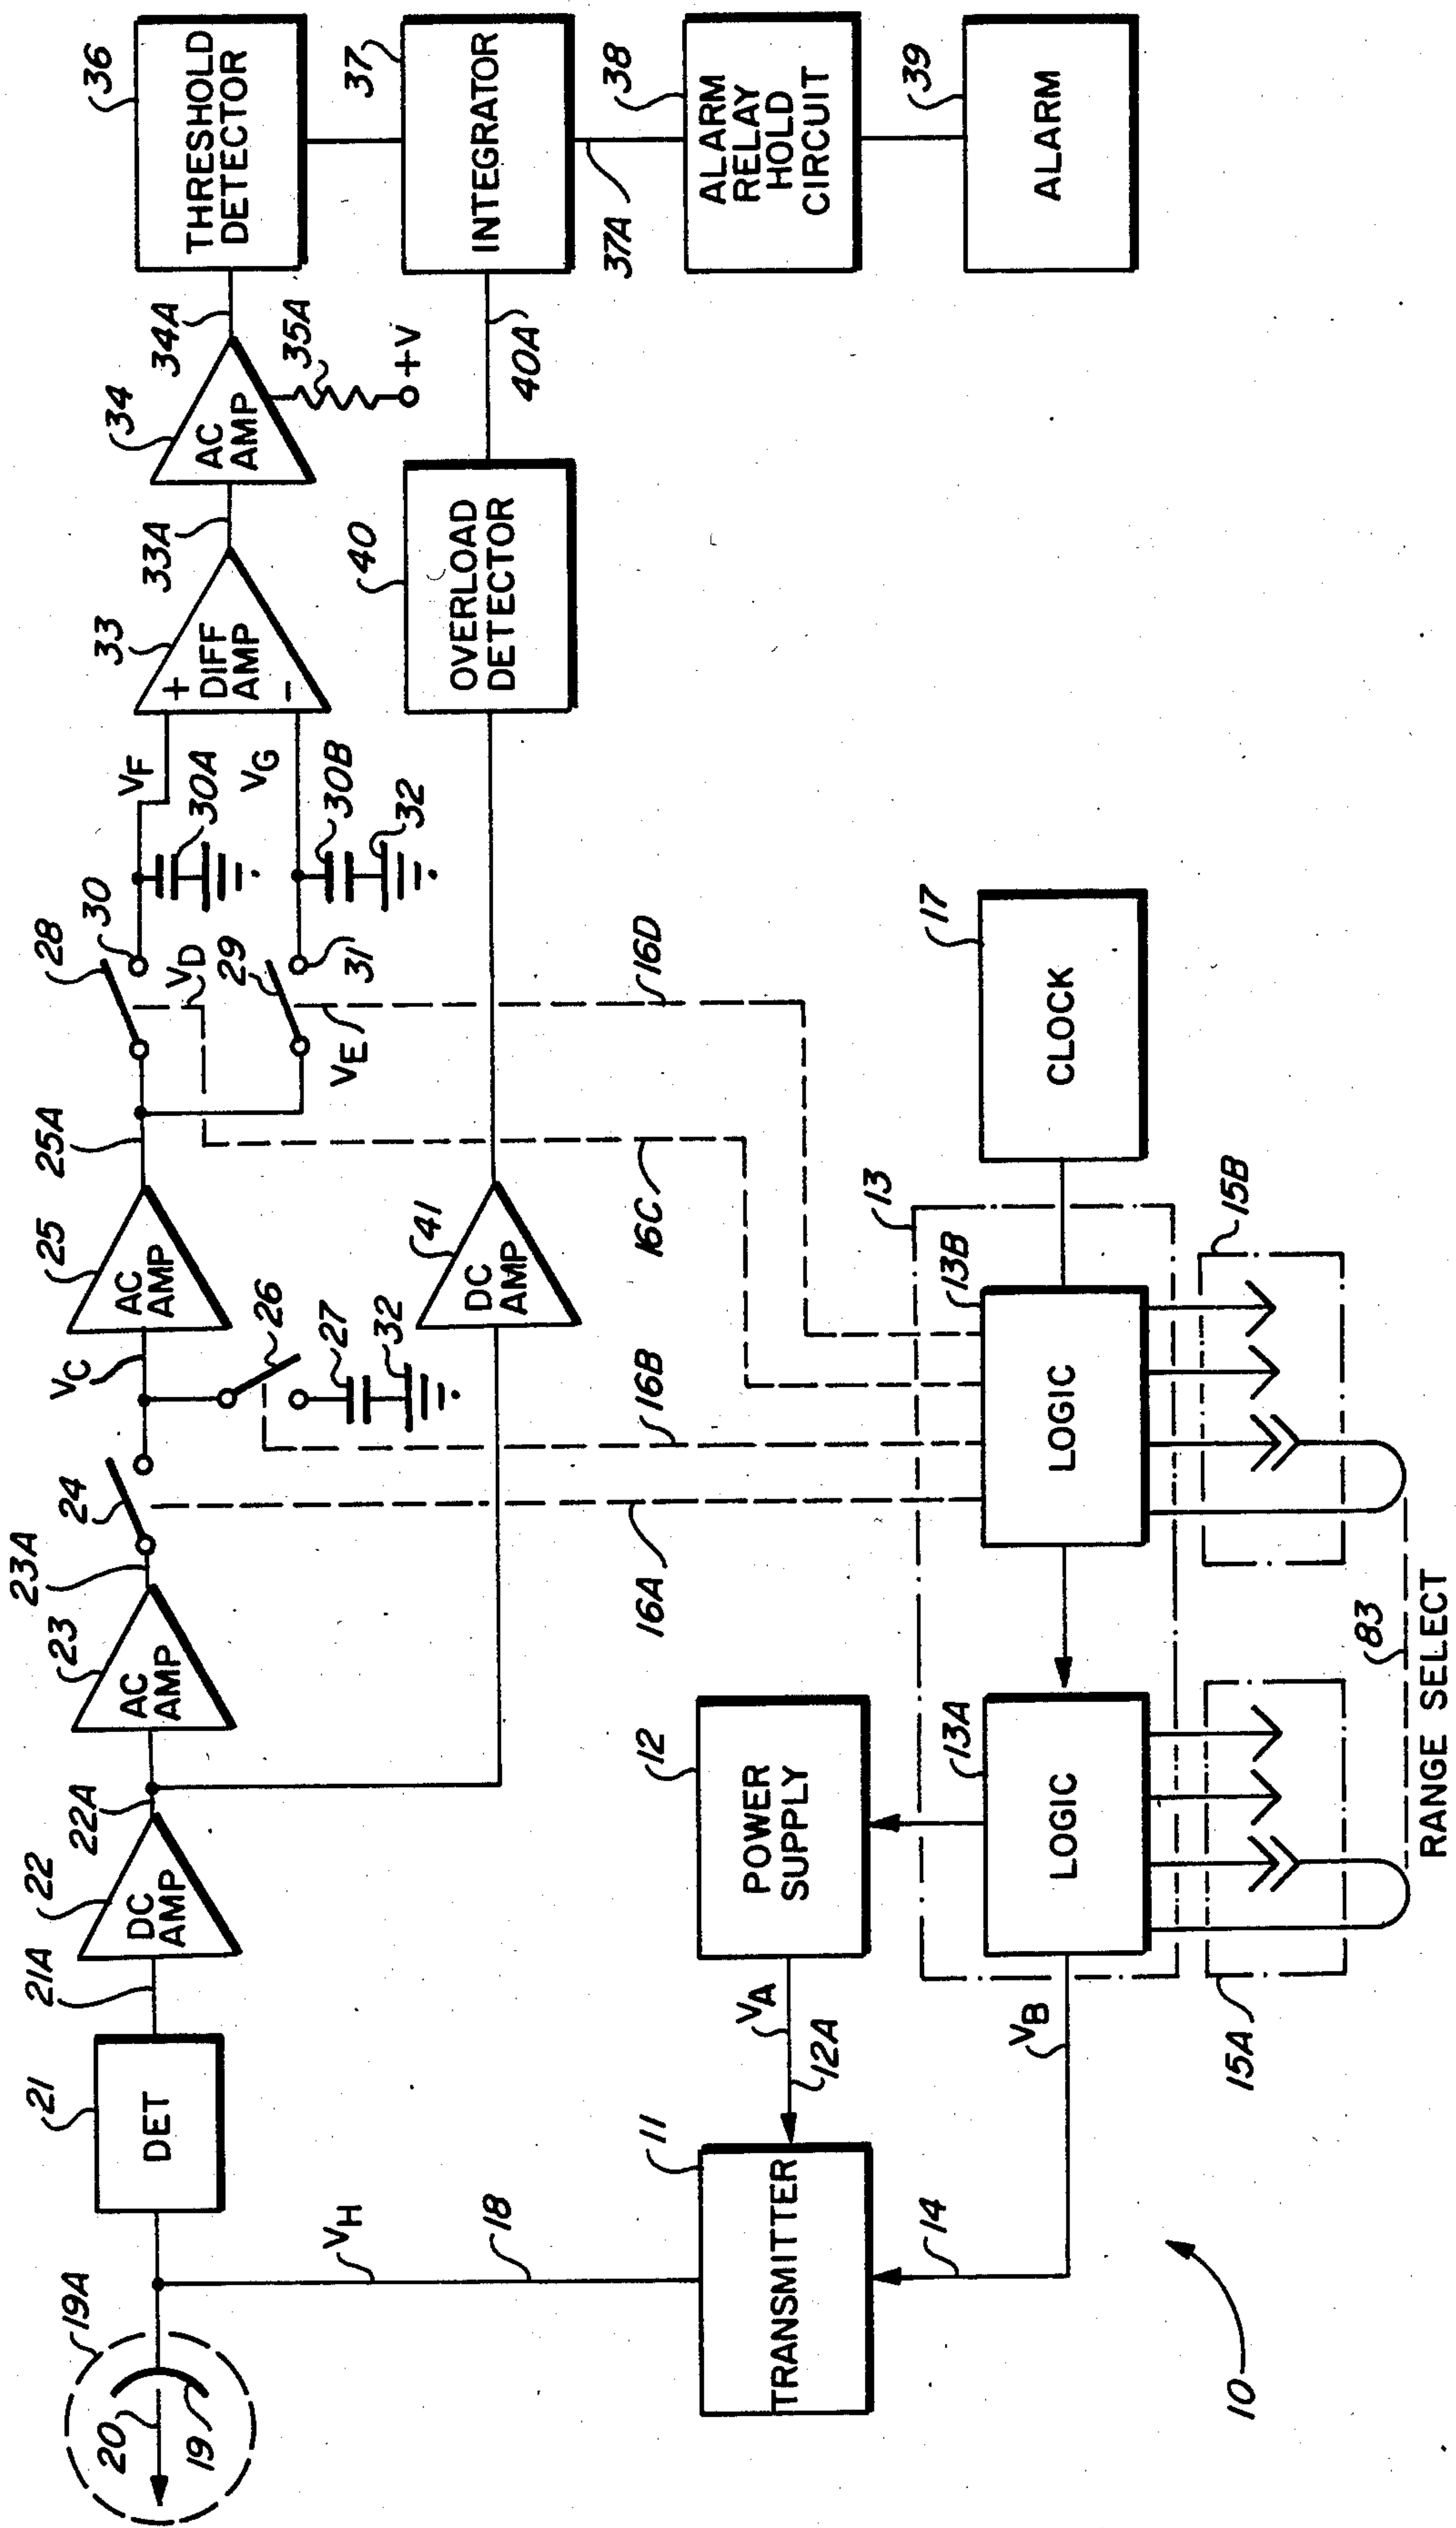 19A
20
19
21
DET
21A
22
DC
AMP
22A
23
AC
AMP
23A
24
VC
25
AC
AMP
25A
26
27
32
28
VD
30
29
VE
31
VF
30A
VG
30B
32
33
+
DIFF
AMP
−
33A
34
AC
AMP
34A
35A
+V
36
THRESHOLD
DETECTOR
37
INTEGRATOR
37A
38
ALARM
RELAY
HOLD
CIRCUIT
39
ALARM
41
DC
AMP
40
OVERLOAD
DETECTOR
40A
VH
18
11
TRANSMITTER
14
VA
12A
12
POWER
SUPPLY
VB
13
13A
LOGIC
13B
LOGIC
17
CLOCK
16A
16B
16C
16D
15A
15B
83
RANGE SELECT
10